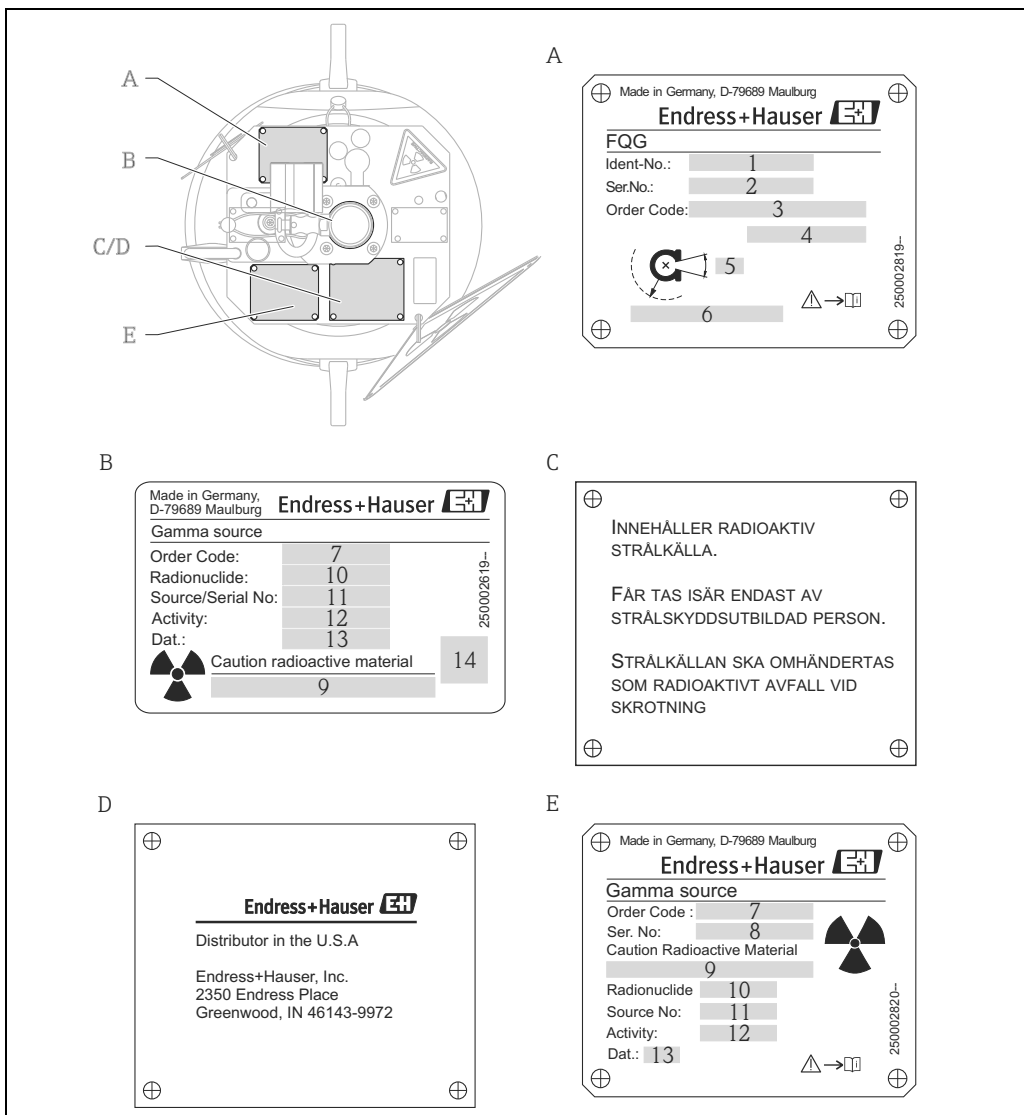 A
B
C/D
E
A
Made in Germany, D-79689 Maulburg
Endress+Hauser
FQG
Ident-No.: 1
Ser.No.: 2
Order Code: 3
4
5
6
250002819--
B
Made in Germany,
D-79689 Maulburg
Endress+Hauser
Gamma source
Order Code: 7
Radionuclide: 10
Source/Serial No: 11
Activity: 12
Dat.: 13
Caution radioactive material
14
9
250002619--
C
INNEHÅLLER RADIOAKTIV
STRÅLKÄLLA.
FÅR TAS ISÄR ENDAST AV
STRÅLSKYDDSUTBILDAD PERSON.
STRÅLKÄLLAN SKA OMHÄNDERTAS
SOM RADIOAKTIVT AVFALL VID
SKROTNING
D
Endress+Hauser EH
Distributor in the U.S.A
Endress+Hauser, Inc.
2350 Endress Place
Greenwood, IN 46143-9972
E
Made in Germany, D-79689 Maulburg
Endress+Hauser
Gamma source
Order Code : 7
Ser. No: 8
Caution Radioactive Material
9
Radionuclide 10
Source No: 11
Activity: 12
Dat.: 13
250002820--